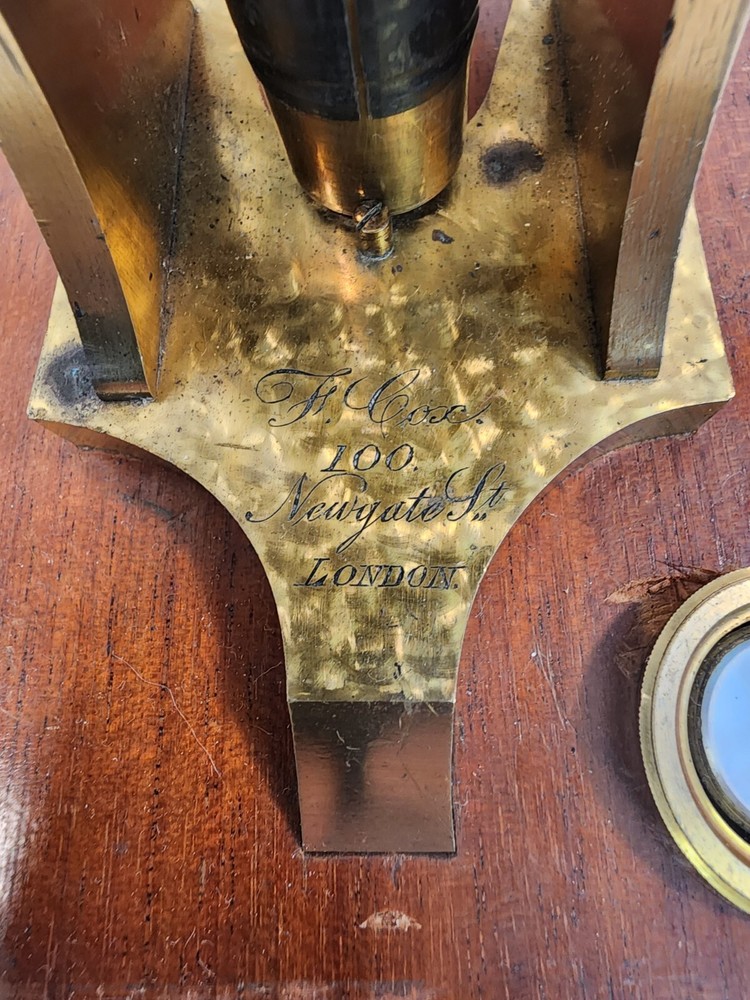 F. Cox.
100,
Newgate St.
LONDON.